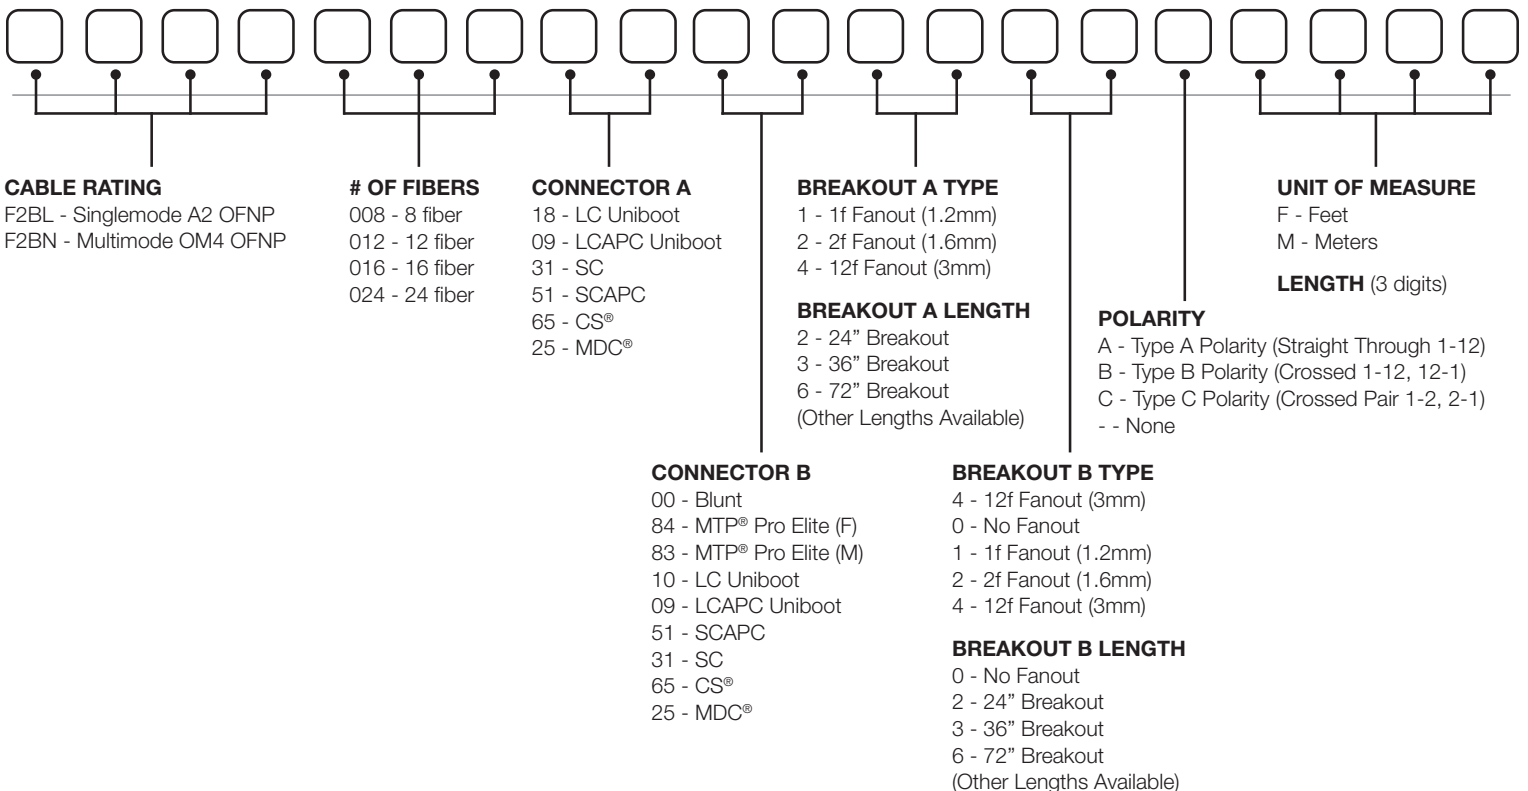 CABLE RATING
F2BL - Singlemode A2 OFNP
F2BN - Multimode OM4 OFNP
# OF FIBERS
008 - 8 fiber
012 - 12 fiber
016 - 16 fiber
024 - 24 fiber
CONNECTOR A
18 - LC Uniboot
09 - LCAPC Uniboot
31 - SC
51 - SCAPC
65 - CS®
25 - MDC®
CONNECTOR B
00 - Blunt
84 - MTP® Pro Elite (F)
83 - MTP® Pro Elite (M)
10 - LC Uniboot
09 - LCAPC Uniboot
51 - SCAPC
31 - SC
65 - CS®
25 - MDC®
BREAKOUT A TYPE
1 - 1f Fanout (1.2mm)
2 - 2f Fanout (1.6mm)
4 - 12f Fanout (3mm)
BREAKOUT A LENGTH
2 - 24” Breakout
3 - 36” Breakout
6 - 72” Breakout
(Other Lengths Available)
BREAKOUT B TYPE
4 - 12f Fanout (3mm)
0 - No Fanout
1 - 1f Fanout (1.2mm)
2 - 2f Fanout (1.6mm)
4 - 12f Fanout (3mm)
BREAKOUT B LENGTH
0 - No Fanout
2 - 24” Breakout
3 - 36” Breakout
6 - 72” Breakout
(Other Lengths Available)
POLARITY
A - Type A Polarity (Straight Through 1-12)
B - Type B Polarity (Crossed 1-12, 12-1)
C - Type C Polarity (Crossed Pair 1-2, 2-1)
- - None
UNIT OF MEASURE
F - Feet
M - Meters
LENGTH (3 digits)